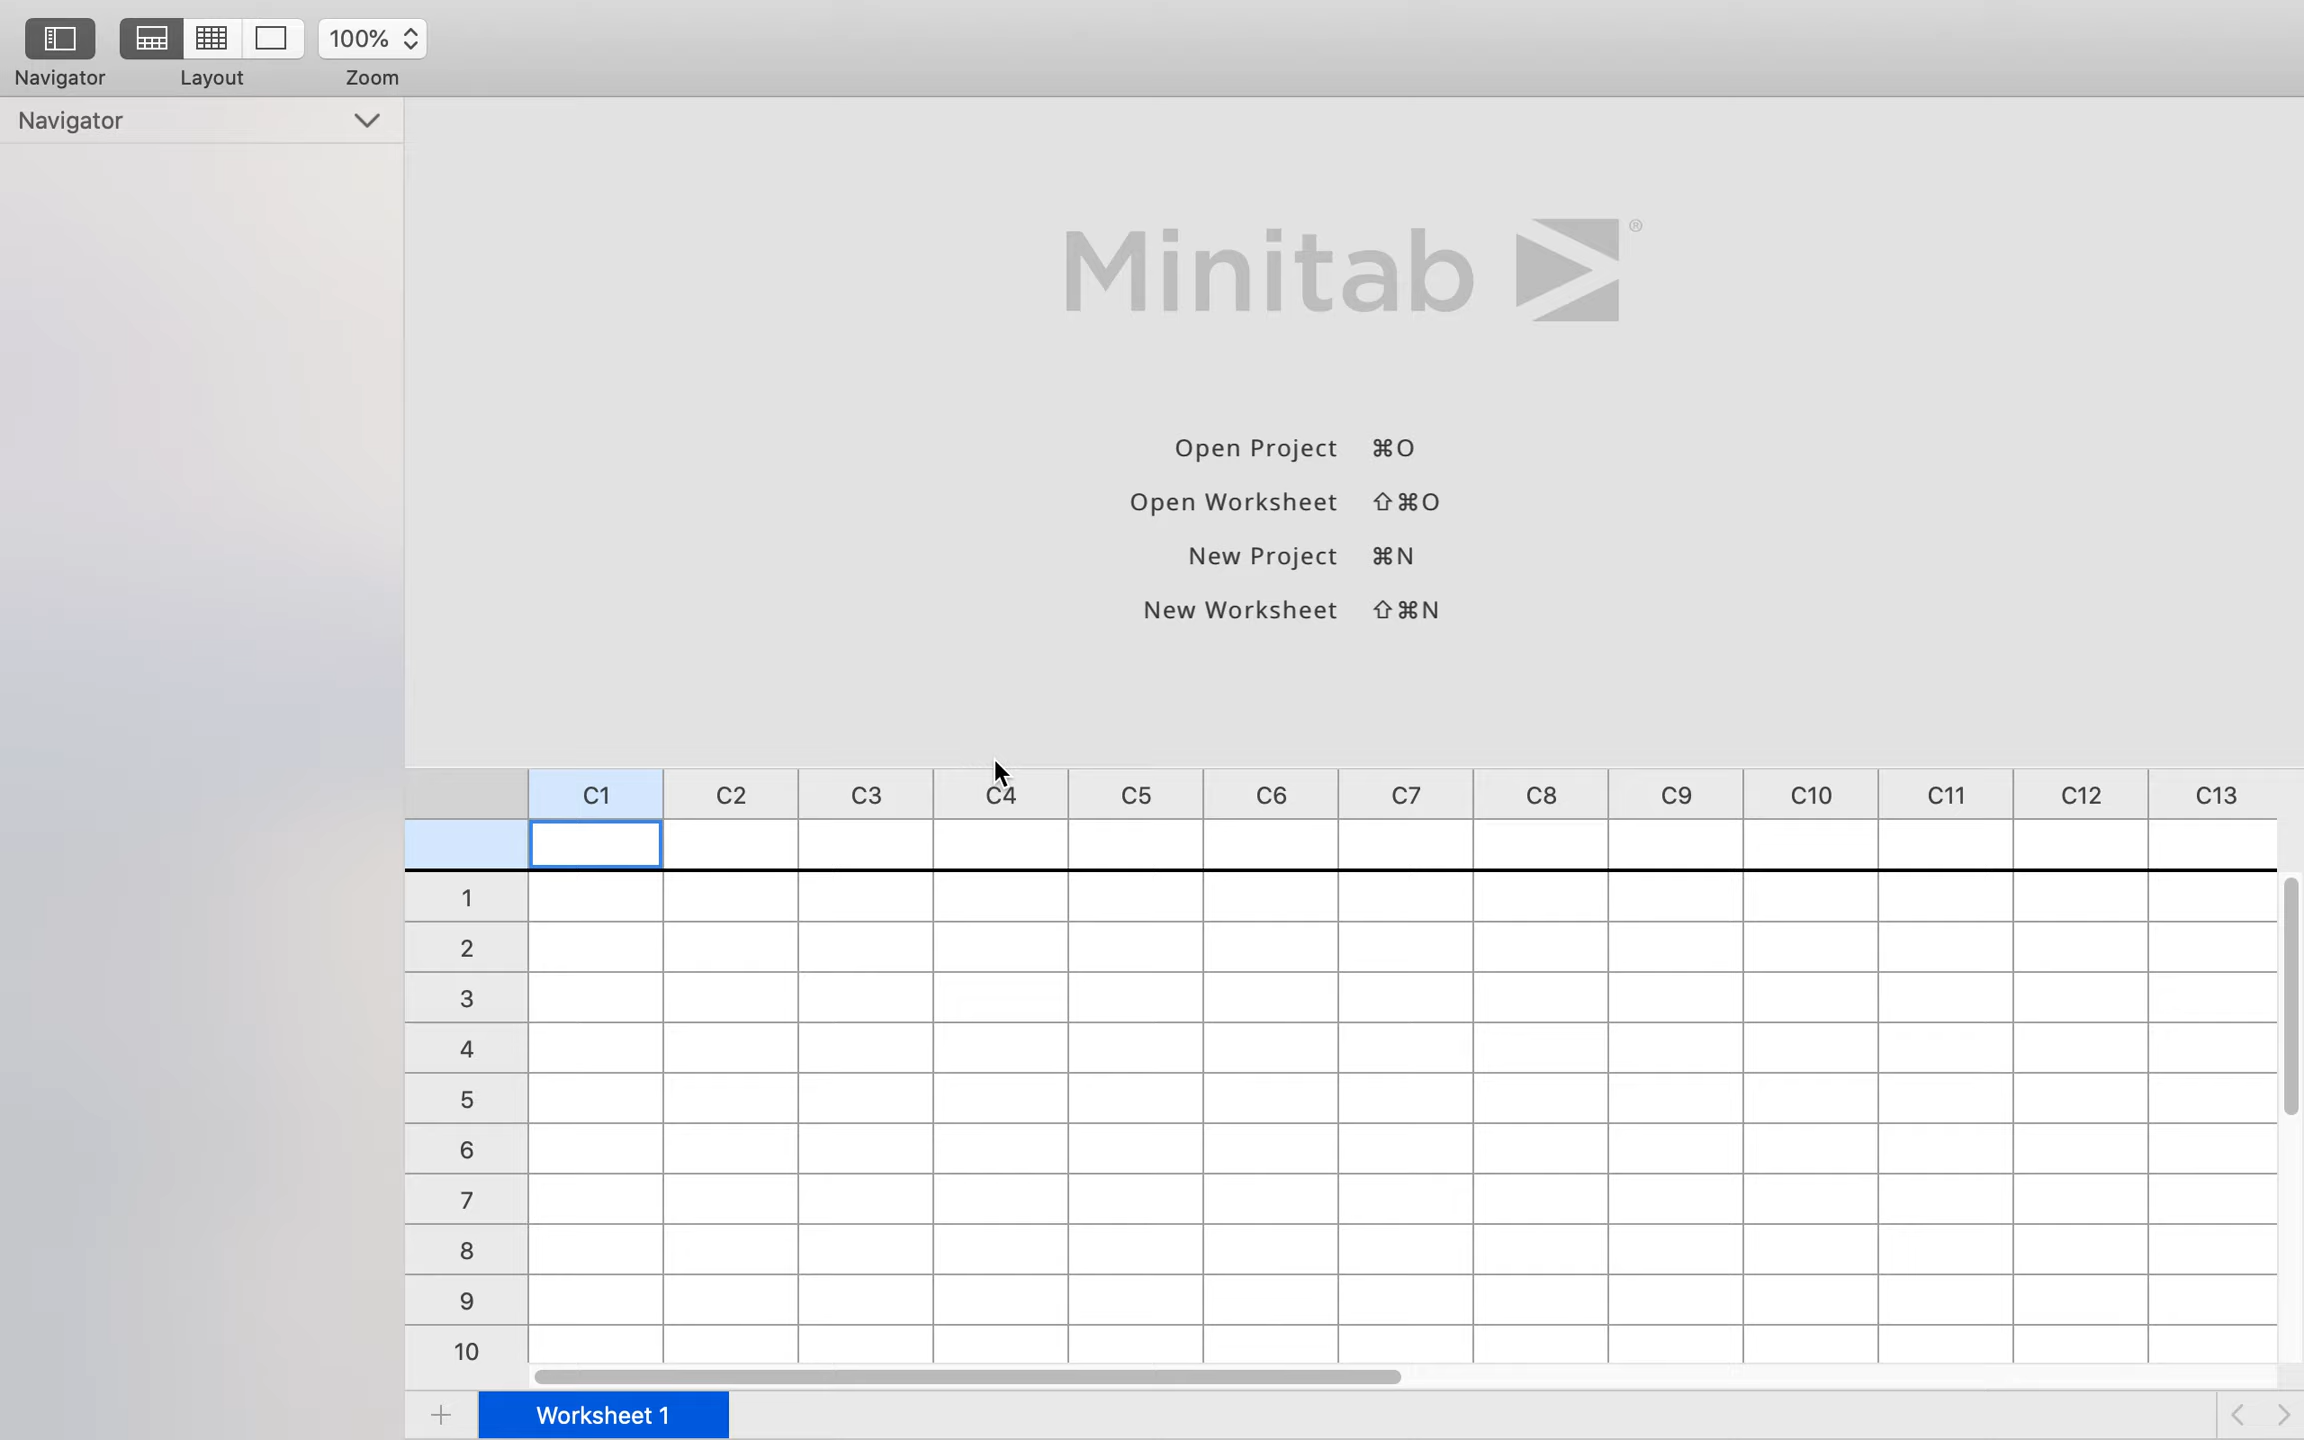 100%
Navigator
Layout
Zoom
Navigator
Minitab ®
Open Project ⌘O
Open Worksheet ⇧⌘O
New Project ⌘N
New Worksheet ⇧⌘N
C1 C2 C3 C4 C5 C6 C7 C8 C9 C10 C11 C12 C13
1
2
3
4
5
6
7
8
9
10
+ Worksheet 1